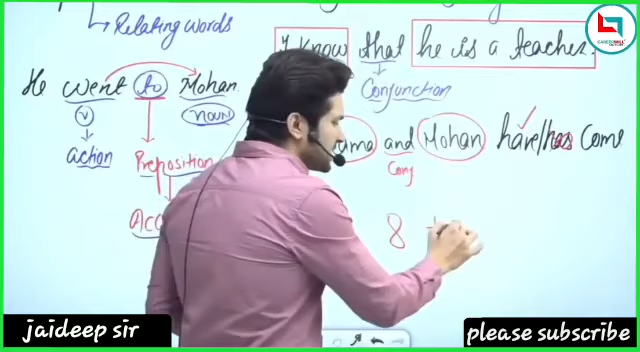 Relating words
I know that he is a teacher.
Conjunction
He went to Mohan
v
noun
action
Preposition
and Mohan have/has come
Conj
8
jaideep sir
please subscribe